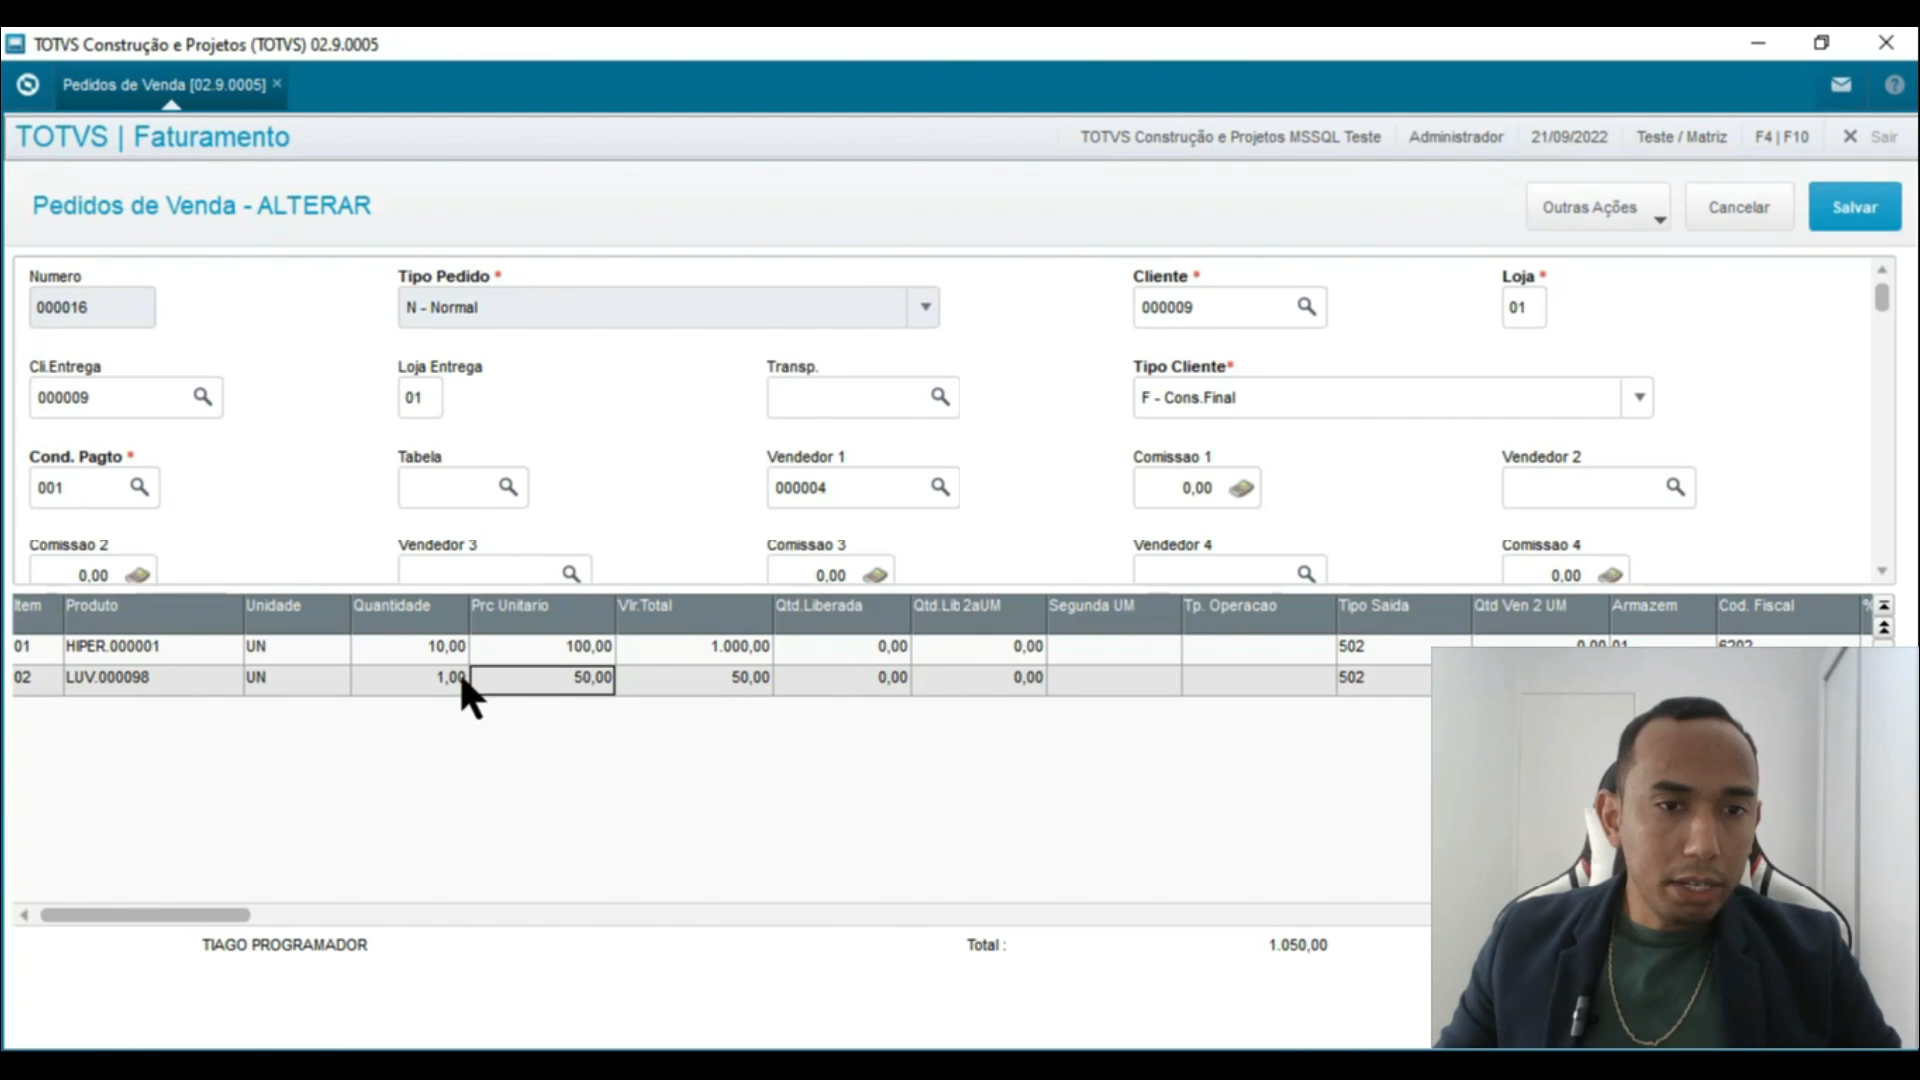 TOTVS Construção e Projetos (TOTVS) 02.9.0005
Pedidos de Venda [02.9.0005]
TOTVS | Faturamento
TOTVS Construção e Projetos MSSQL Teste Administrador 21/09/2022 Teste / Matriz F4 | F10 Sair
Pedidos de Venda - ALTERAR
Outras Ações Cancelar Salvar
Numero Tipo Pedido * Cliente * Loja *
000016 N - Normal 000009 01
Cli.Entrega Loja Entrega Transp. Tipo Cliente*
000009 01 F - Cons.Final
Cond. Pagto * Tabela Vendedor 1 Comissao 1 Vendedor 2
001 000004 0,00
Comissao 2 Vendedor 3 Comissao 3 Vendedor 4 Comissao 4
0,00 0,00 0,00
Item Produto Unidade Quantidade Prc Unitario Vlr.Total Qtd.Liberada Qtd.Lib 2aUM Segunda UM Tp. Operacao Tipo Saida Qtd Ven 2 UM Armazem Cod. Fiscal %
01 HIPER.000001 UN 10,00 100,00 1.000,00 0,00 0,00 502 0,00 01 6202
02 LUV.000098 UN 1,00 50,00 50,00 0,00 0,00 502
TIAGO PROGRAMADOR Total : 1.050,00